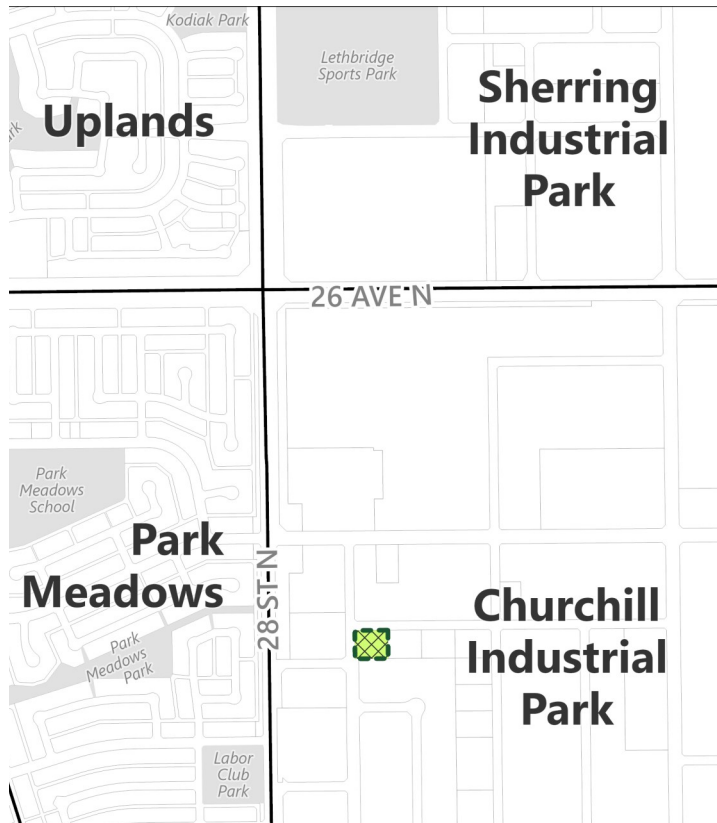 Kodiak Park
Lethbridge
Sports Park
Uplands
Sherring
Industrial
Park
26 AVE N
Park
Meadows
School
Park
Meadows
28 ST N
Churchill
Industrial
Park
Park
Meadows
Park
Labor
Club
Park